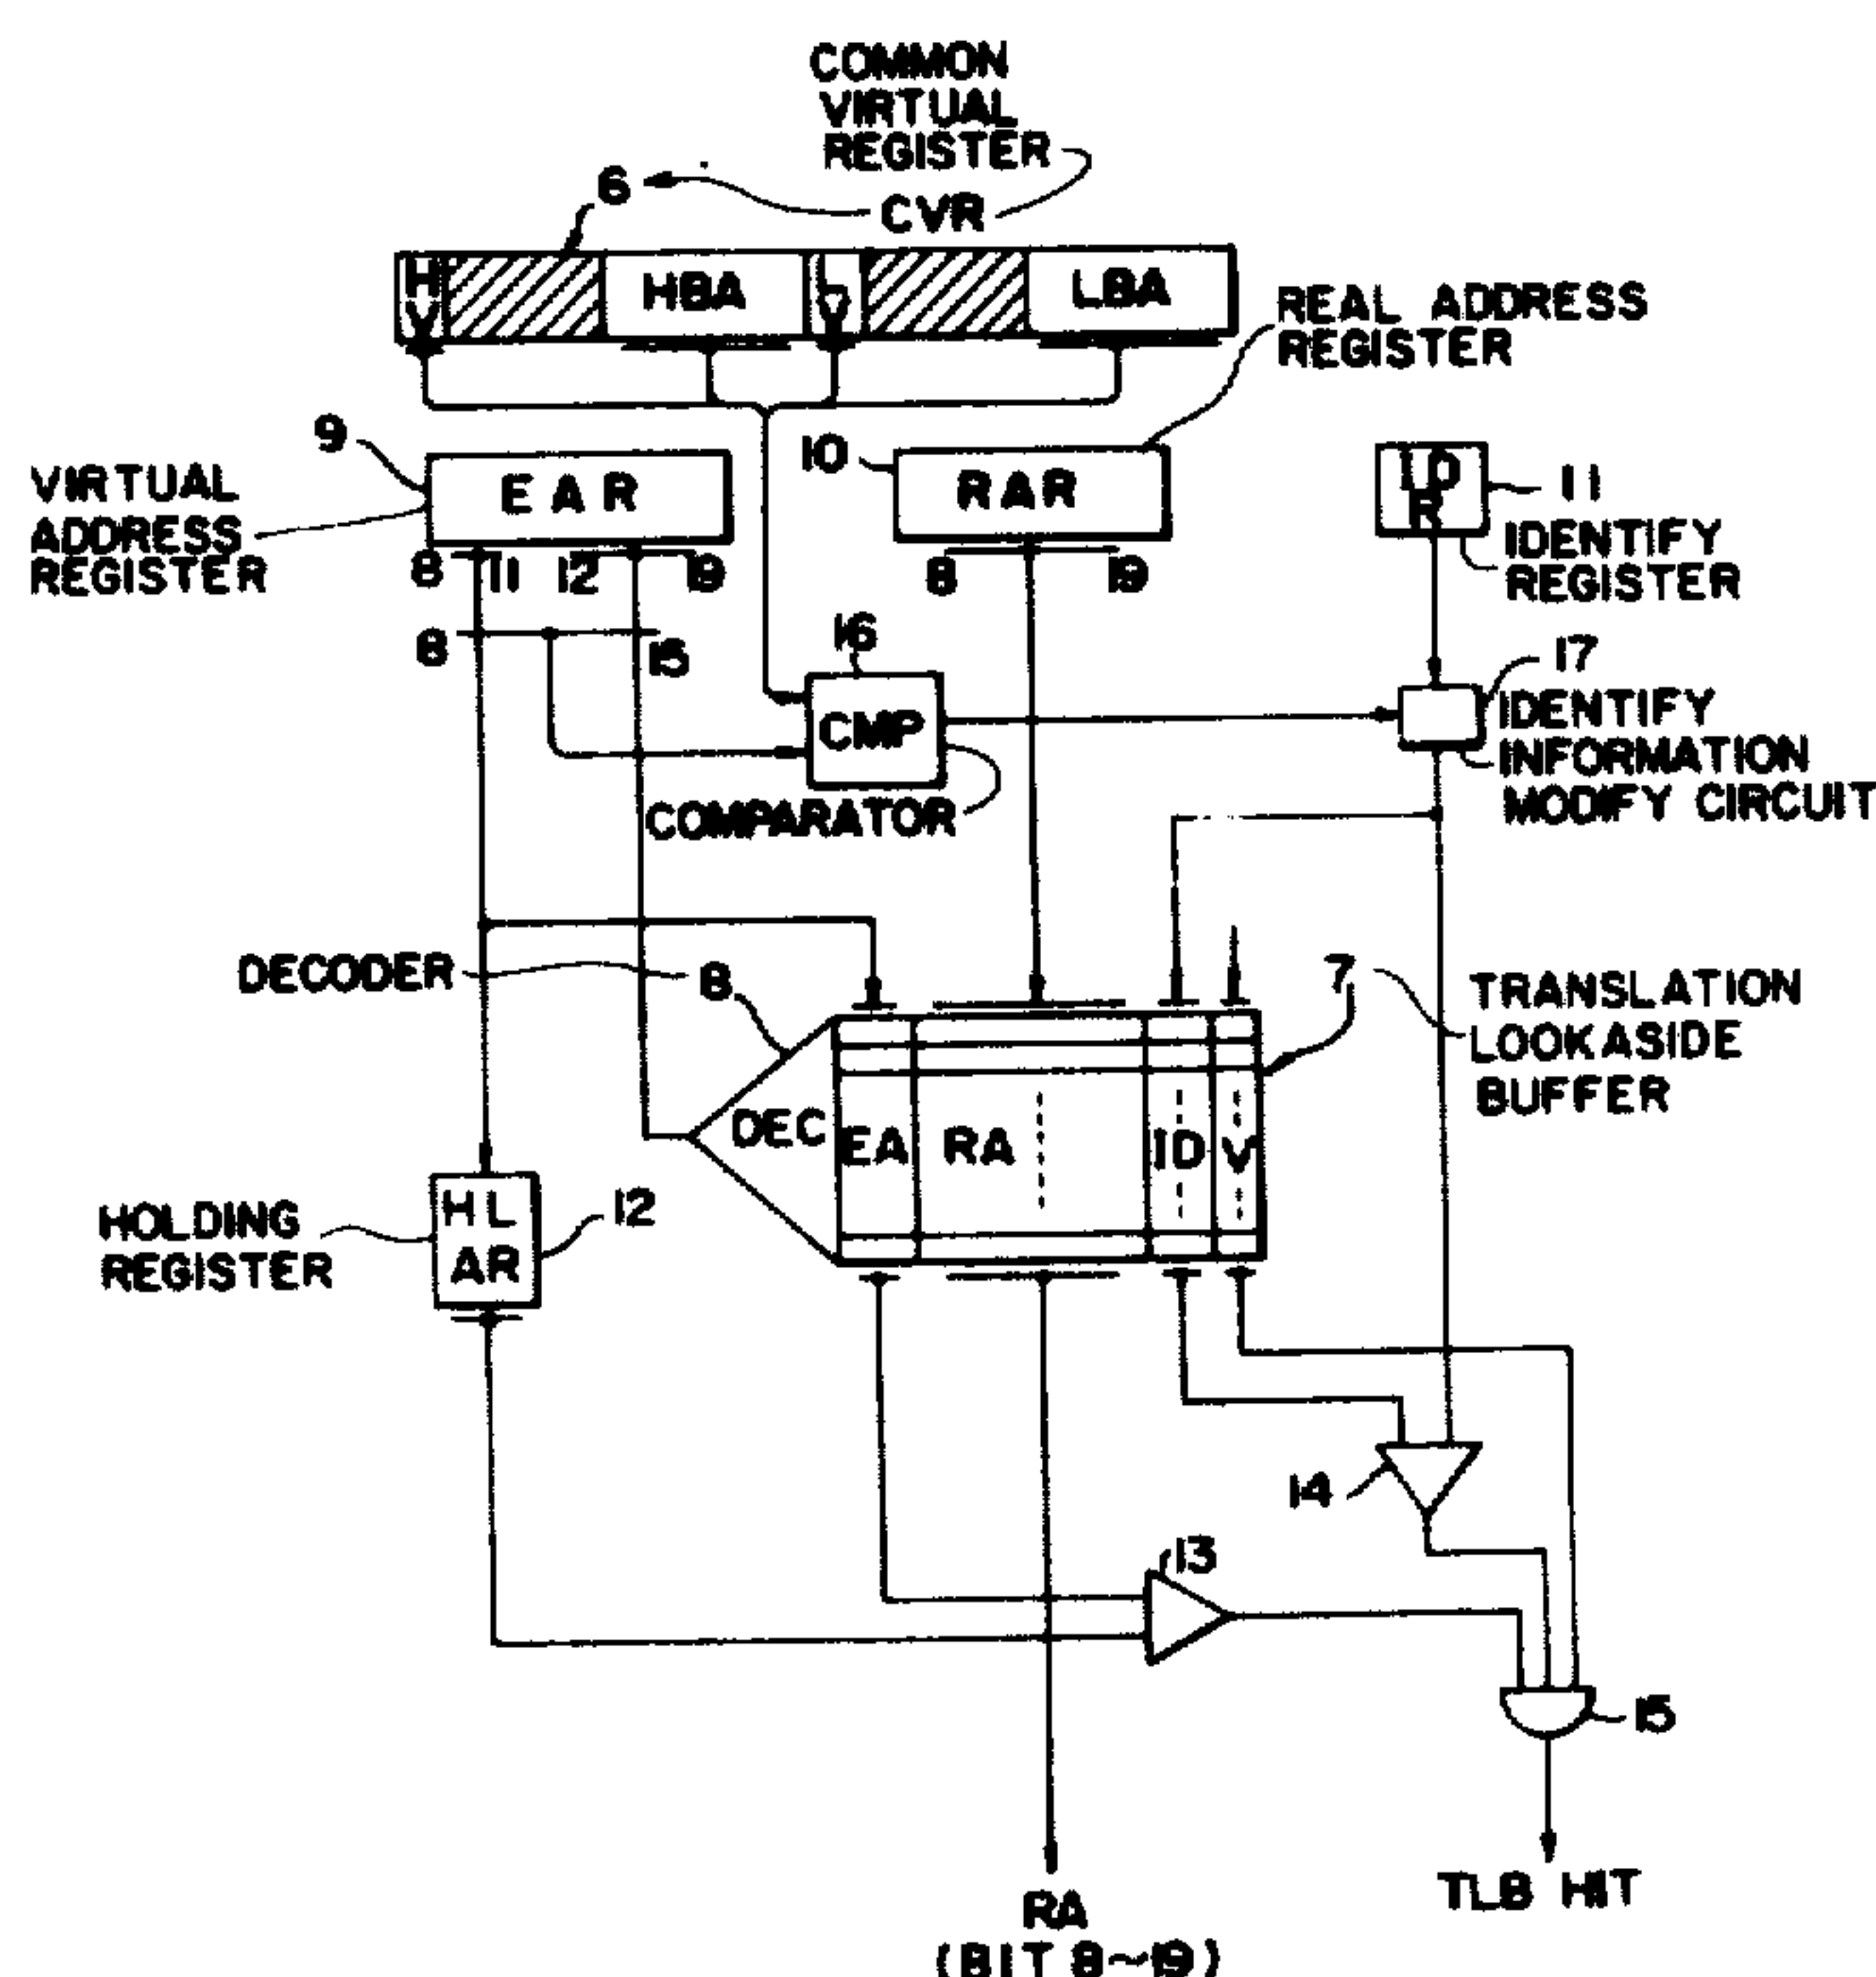 COMMON
VIRTUAL
REGISTER
6
CVR
H
V
HBA
L
V
LBA
REAL ADDRESS
REGISTER
9
EAR
10
RAR
ID
R
11
IDENTIFY
REGISTER
VIRTUAL
ADDRESS
REGISTER
8
11
12
19
8
19
8
15
16
CMP
COMPARATOR
17
IDENTIFY
INFORMATION
MODIFY CIRCUIT
DECODER
8
7
TRANSLATION
LOOKASIDE
BUFFER
DEC
EA
RA
ID
V
HOLDING
REGISTER
HL
AR
12
14
13
15
TLB HIT
RA
(BIT 8~19)